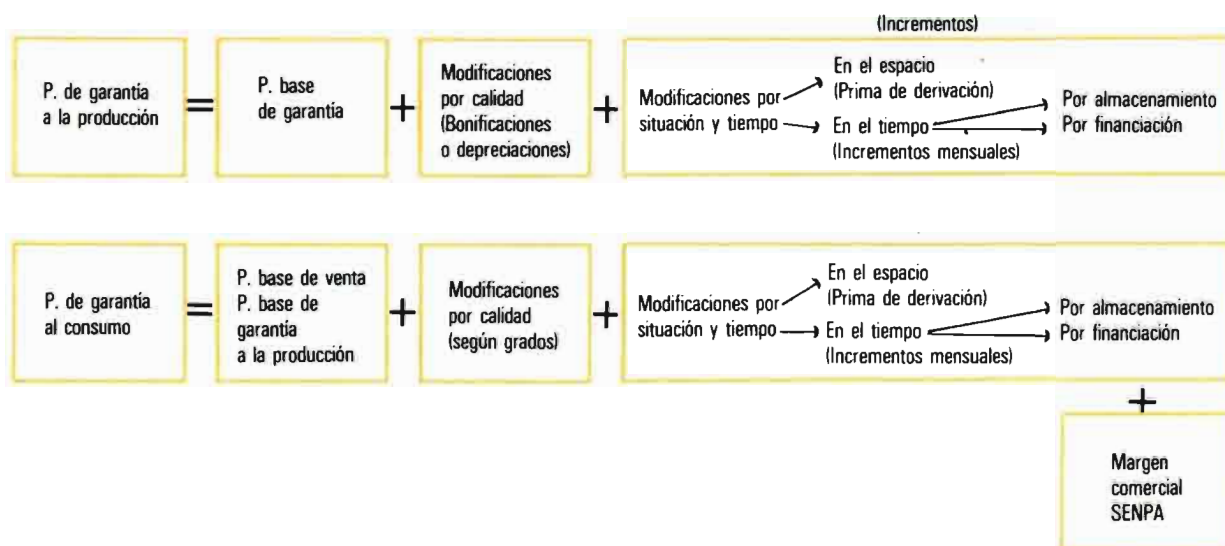 (Incrementos)
P. de garantía
a la producción
=
P. base
de garantía
+
Modificaciones
por calidad
(Bonificaciones
o depreciaciones)
+
Modificaciones por
situación y tiempo
En el espacio
(Prima de derivación)
En el tiempo
(Incrementos mensuales)
Por almacenamiento
Por financiación
P. de garantía
al consumo
=
P. base de venta
P. base de
garantía
a la producción
+
Modificaciones
por calidad
(según grados)
+
Modificaciones por
situación y tiempo
En el espacio
(Prima de derivación)
En el tiempo
(Incrementos mensuales)
Por almacenamiento
Por financiación
+
Margen
comercial
SENPA